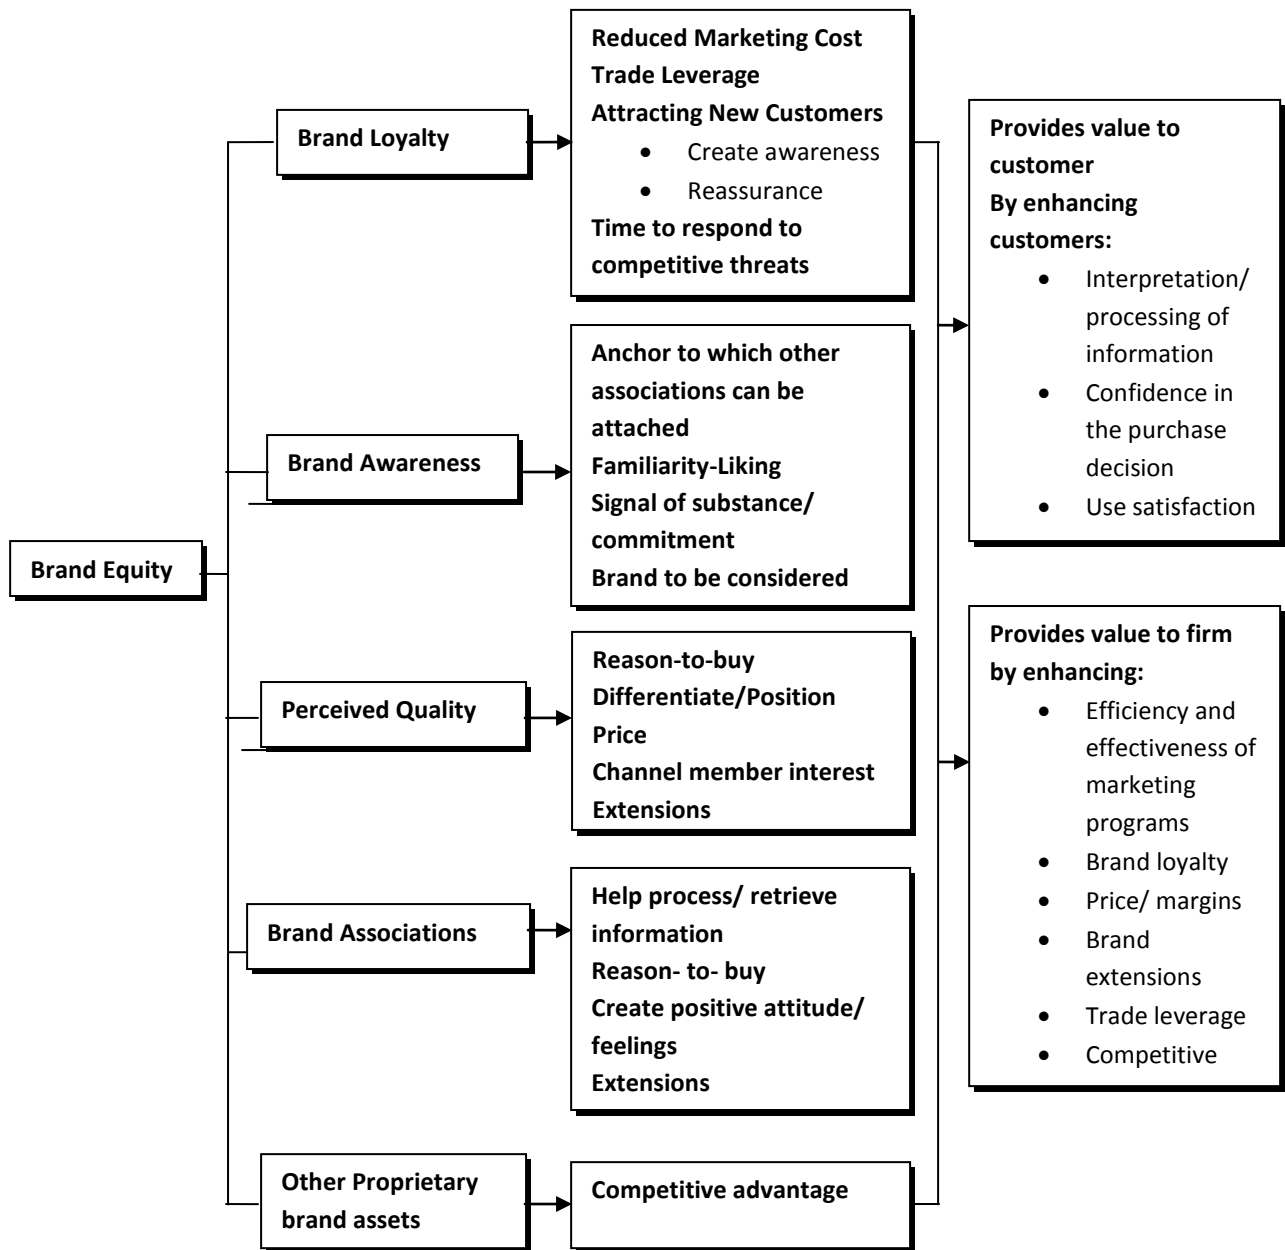 Brand Equity
Brand Loyalty
Reduced Marketing Cost
Trade Leverage
Attracting New Customers
• Create awareness
• Reassurance
Time to respond to
competitive threats
Brand Awareness
Anchor to which other
associations can be
attached
Familiarity-Liking
Signal of substance/
commitment
Brand to be considered
Perceived Quality
Reason-to-buy
Differentiate/Position
Price
Channel member interest
Extensions
Brand Associations
Help process/ retrieve
information
Reason- to- buy
Create positive attitude/
feelings
Extensions
Other Proprietary
brand assets
Competitive advantage
Provides value to
customer
By enhancing
customers:
• Interpretation/
processing of
information
• Confidence in
the purchase
decision
• Use satisfaction
Provides value to firm
by enhancing:
• Efficiency and
effectiveness of
marketing
programs
• Brand loyalty
• Price/ margins
• Brand
extensions
• Trade leverage
• Competitive